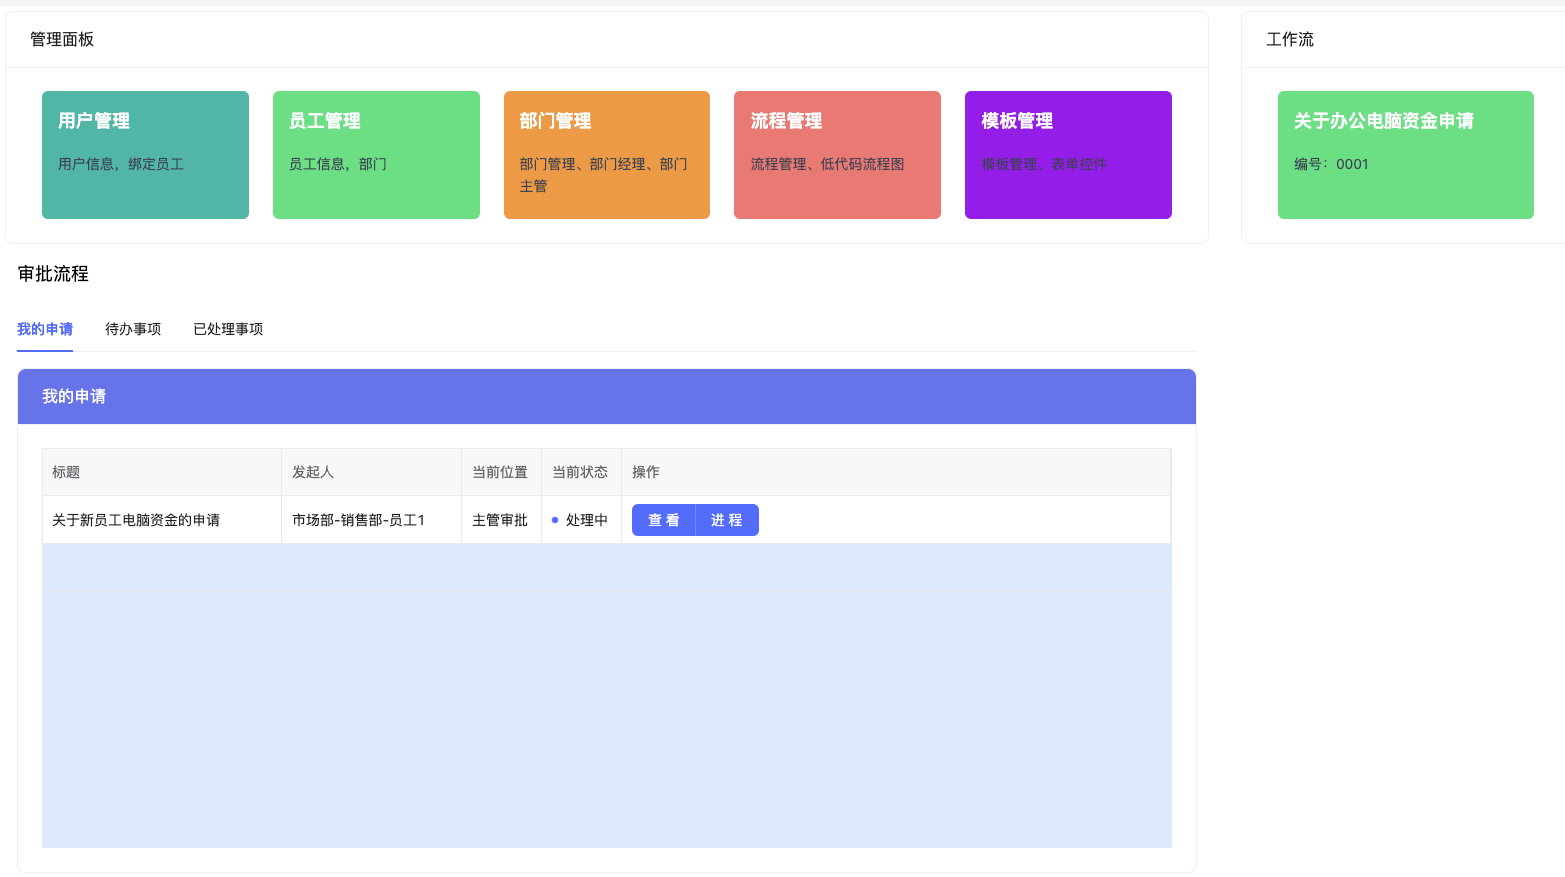 管理面板
工作流
用户管理
用户信息，绑定员工
员工管理
员工信息，部门
部门管理
部门管理、部门经理、部门
主管
流程管理
流程管理、低代码流程图
模板管理
模板管理、表单控件
关于办公电脑资金申请
编号：0001
审批流程
我的申请 待办事项 已处理事项
我的申请
标题 发起人 当前位置 当前状态 操作
关于新员工电脑资金的申请 市场部-销售部-员工1 主管审批 处理中 查看 进程